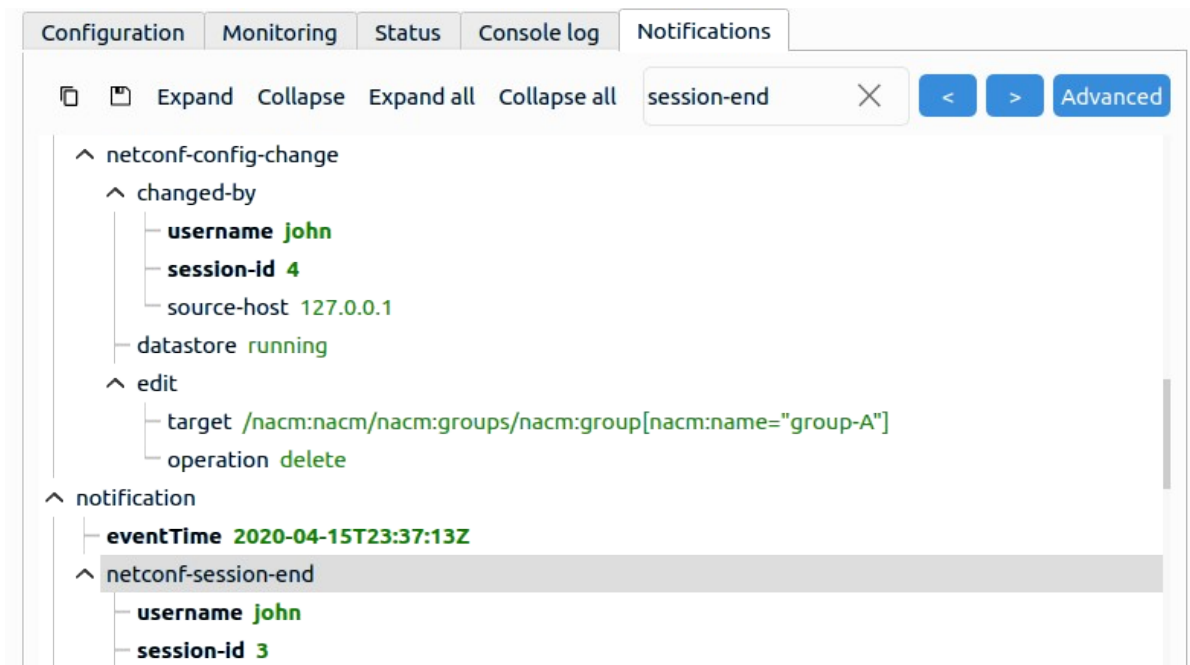 Configuration Monitoring Status Console log Notifications
Expand Collapse Expand all Collapse all session-end < > Advanced
netconf-config-change
changed-by
username john
session-id 4
source-host 127.0.0.1
datastore running
edit
target /nacm:nacm/nacm:groups/nacm:group[nacm:name="group-A"]
operation delete
notification
eventTime 2020-04-15T23:37:13Z
netconf-session-end
username john
session-id 3